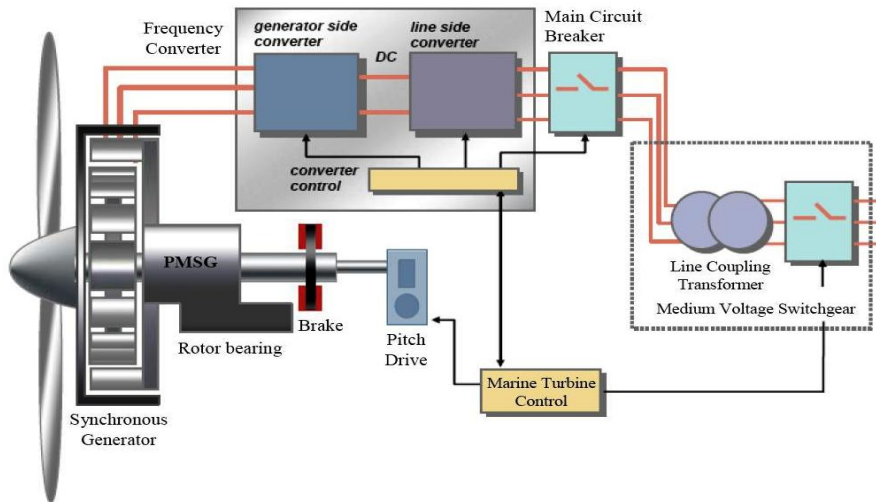 Frequency
Converter
generator side
converter
DC
line side
converter
Main Circuit
Breaker
converter
control
PMSG
Rotor bearing
Brake
Pitch
Drive
Synchronous
Generator
Marine Turbine
Control
Line Coupling
Transformer
Medium Voltage Switchgear